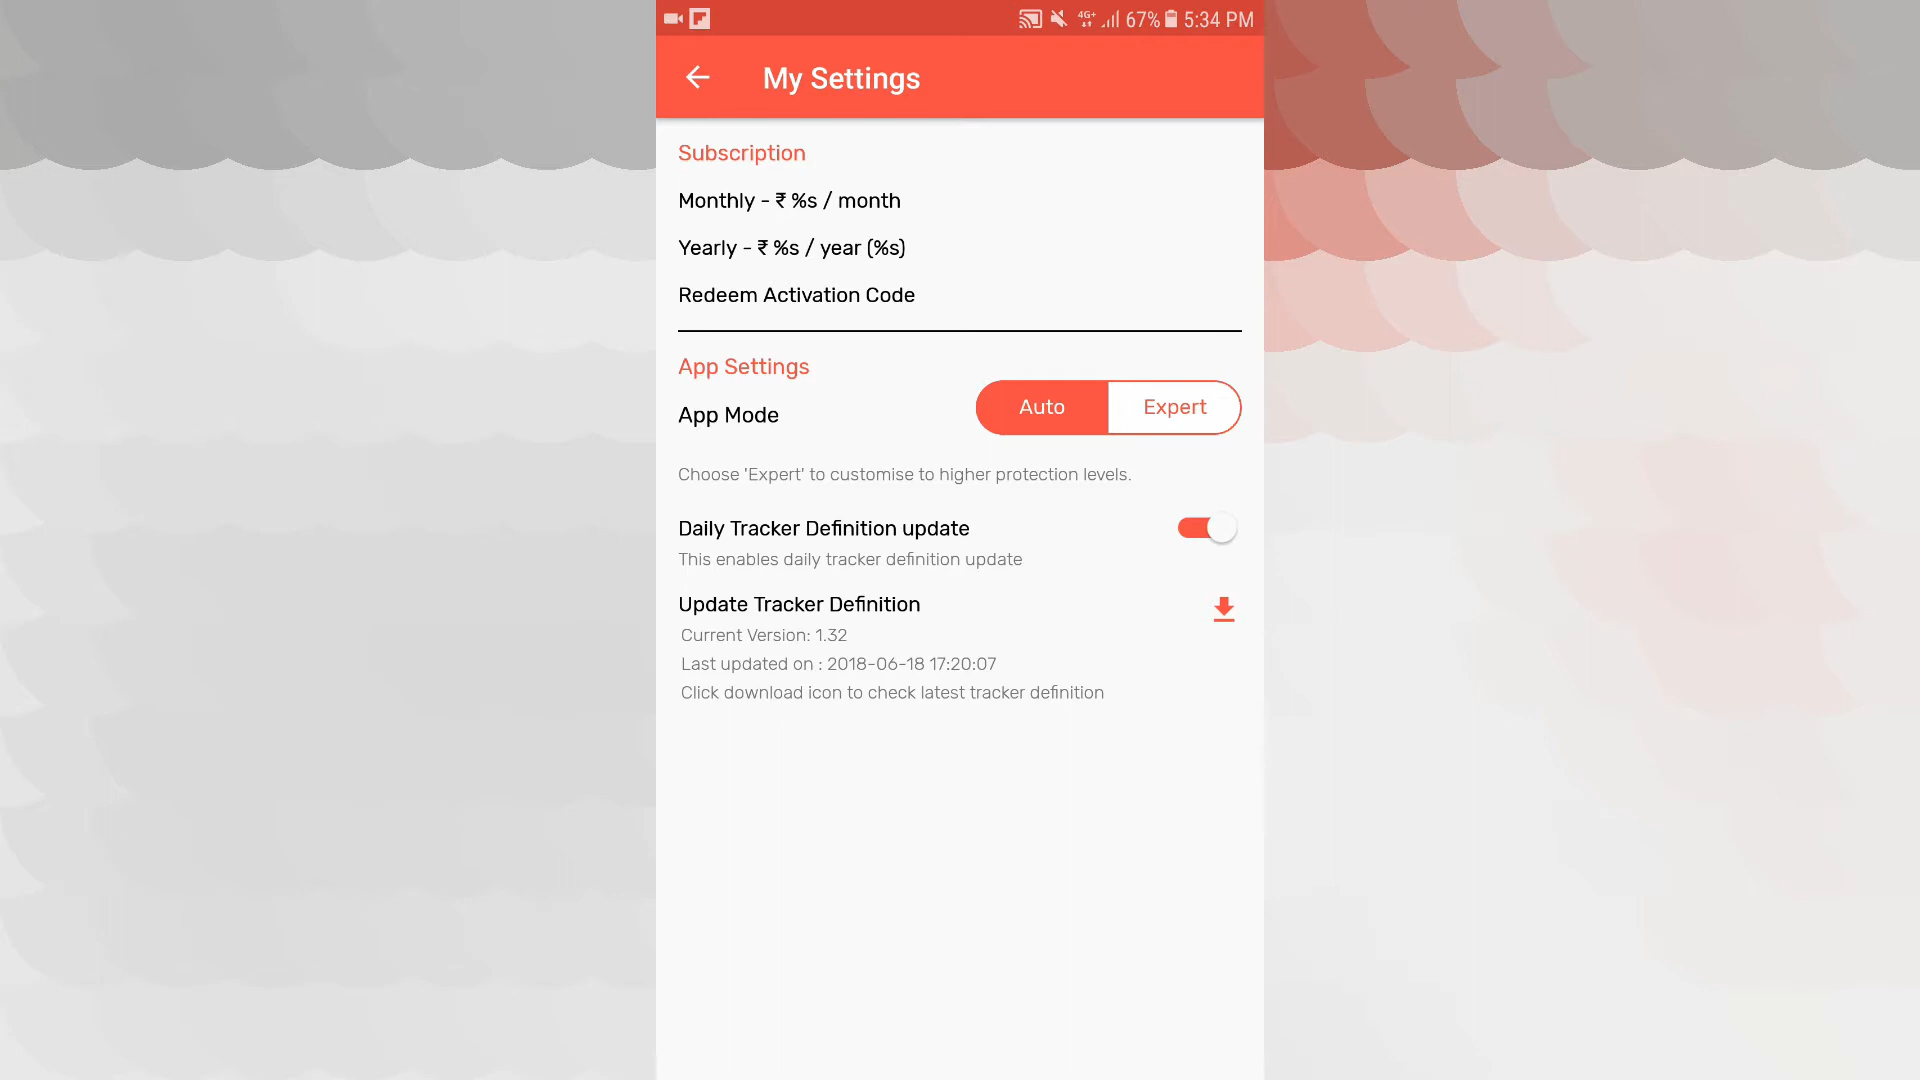 4G+ 67% 5:34 PM
My Settings
Subscription
Monthly - ₹ %s / month
Yearly - ₹ %s / year (%s)
Redeem Activation Code
App Settings
App Mode
Auto
Expert
Choose 'Expert' to customise to higher protection levels.
Daily Tracker Definition update
This enables daily tracker definition update
Update Tracker Definition
Current Version: 1.32
Last updated on : 2018-06-18 17:20:07
Click download icon to check latest tracker definition